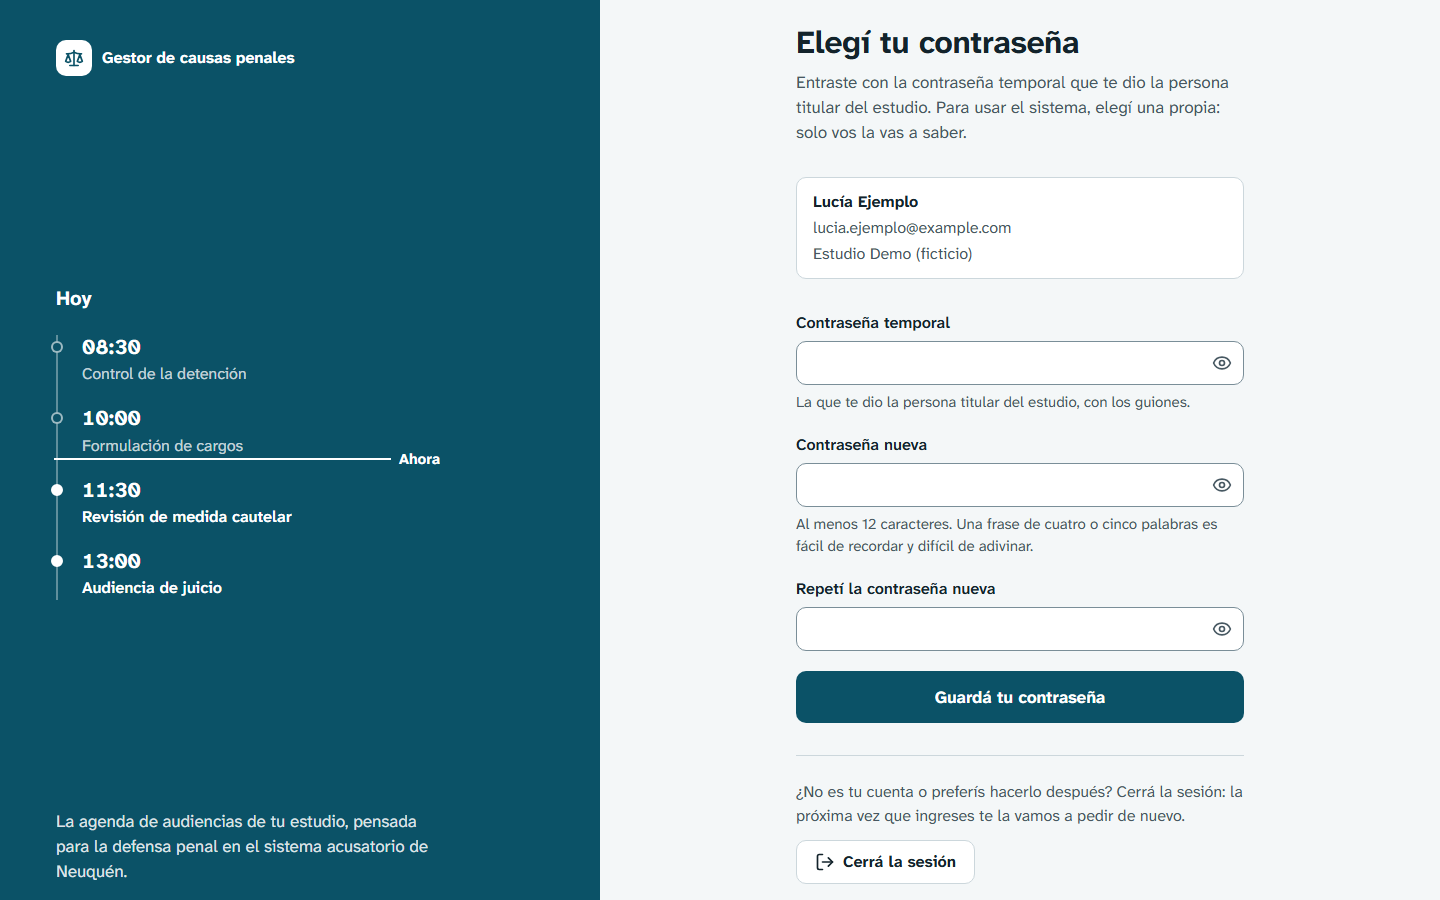 Gestor de causas penales
Hoy
08:30
Control de la detención
10:00
Formulación de cargos
Ahora
11:30
Revisión de medida cautelar
13:00
Audiencia de juicio
La agenda de audiencias de tu estudio, pensada
para la defensa penal en el sistema acusatorio de
Neuquén.
Elegí tu contraseña
Entraste con la contraseña temporal que te dio la persona
titular del estudio. Para usar el sistema, elegí una propia:
solo vos la vas a saber.
Lucía Ejemplo
lucia.ejemplo@example.com
Estudio Demo (ficticio)
Contraseña temporal
La que te dio la persona titular del estudio, con los guiones.
Contraseña nueva
Al menos 12 caracteres. Una frase de cuatro o cinco palabras es
fácil de recordar y difícil de adivinar.
Repetí la contraseña nueva
Guardá tu contraseña
¿No es tu cuenta o preferís hacerlo después? Cerrá la sesión: la
próxima vez que ingreses te la vamos a pedir de nuevo.
Cerrá la sesión